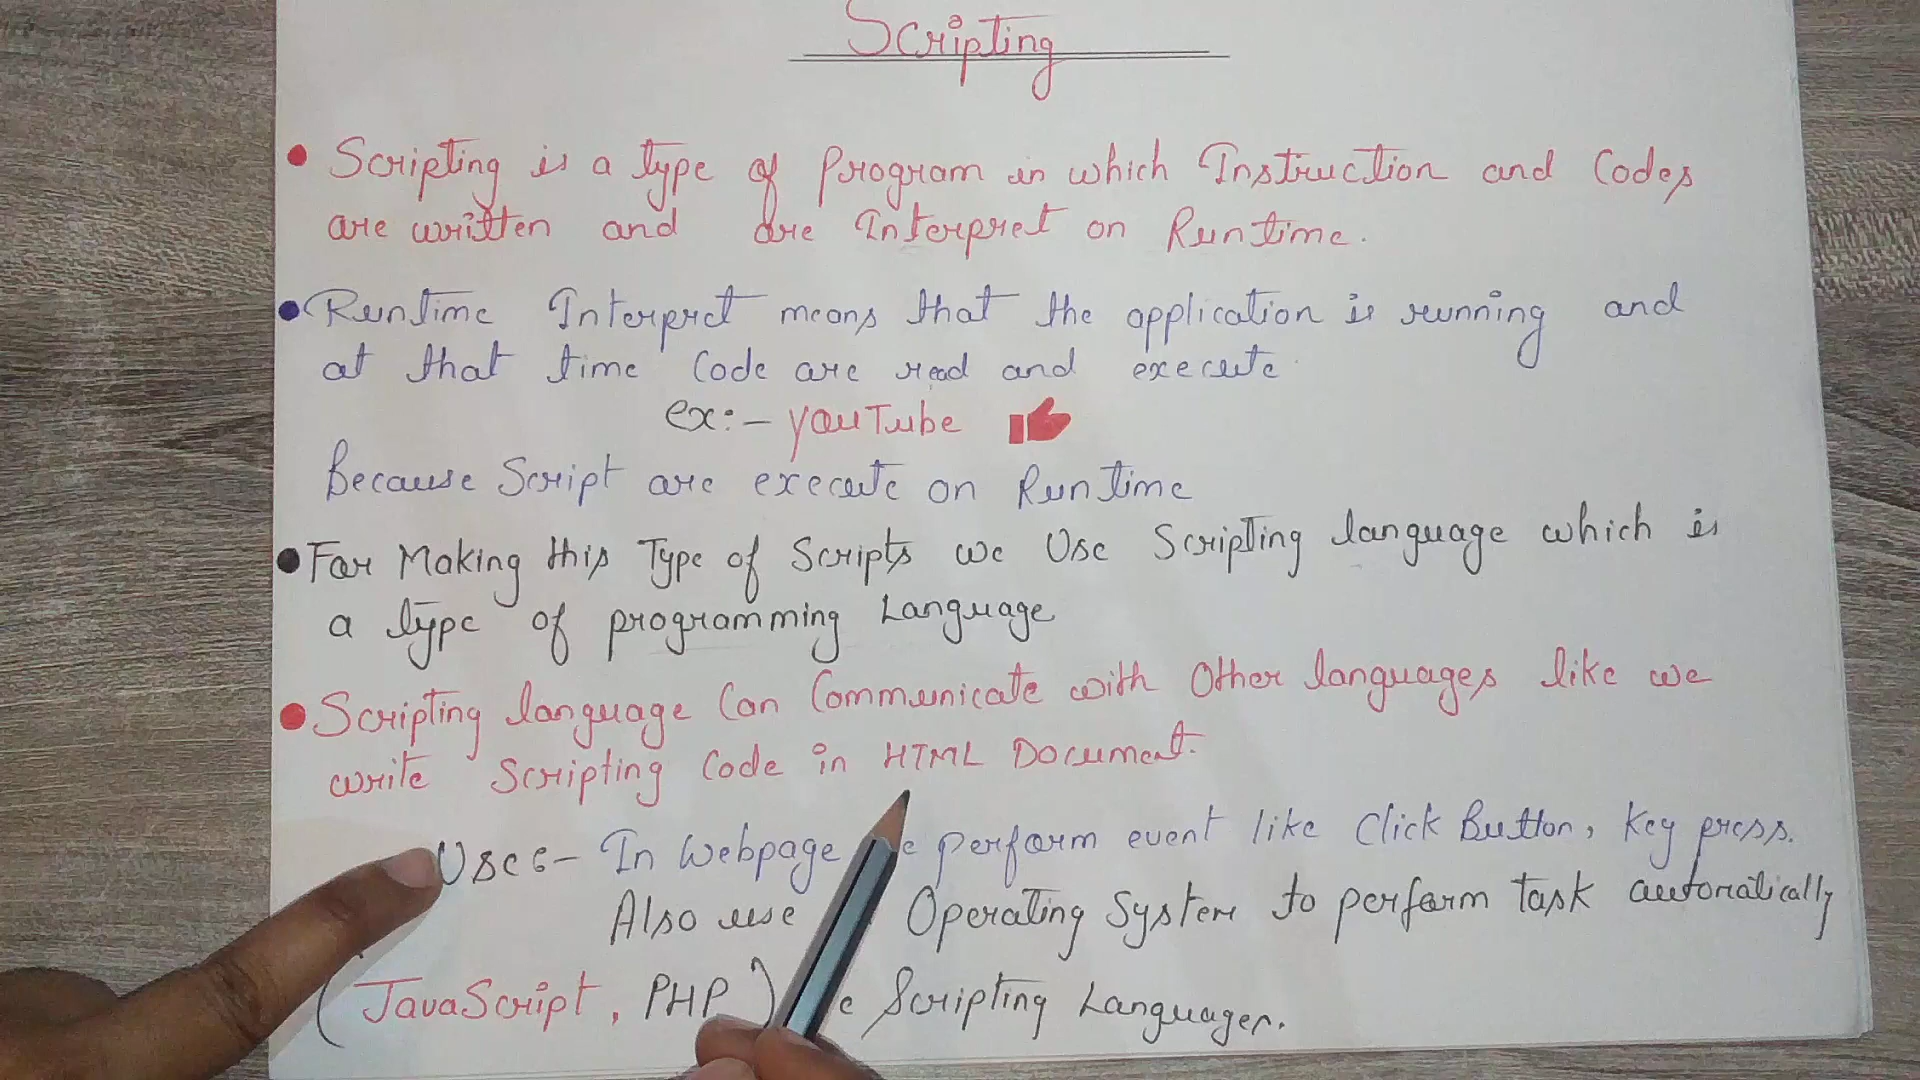 Scripting
• Scripting is a type of program in which Instruction and Codes
are written and are Interpret on Runtime.
• Runtime Interpret means that the application is running and
at that time Code are read and execute
ex:- YouTube
Because Script are execute on Runtime
• For Making this Type of Scripts we Use Scripting language which is
a type of programming Language
• Scripting language Can Communicate with Other languages like we
write Scripting Code in HTML Document.
Uses- In Webpage perform event like Click Button, Key press.
Also use Operating System to perform task automatically
(JavaScript, PHP) Scripting Languages.